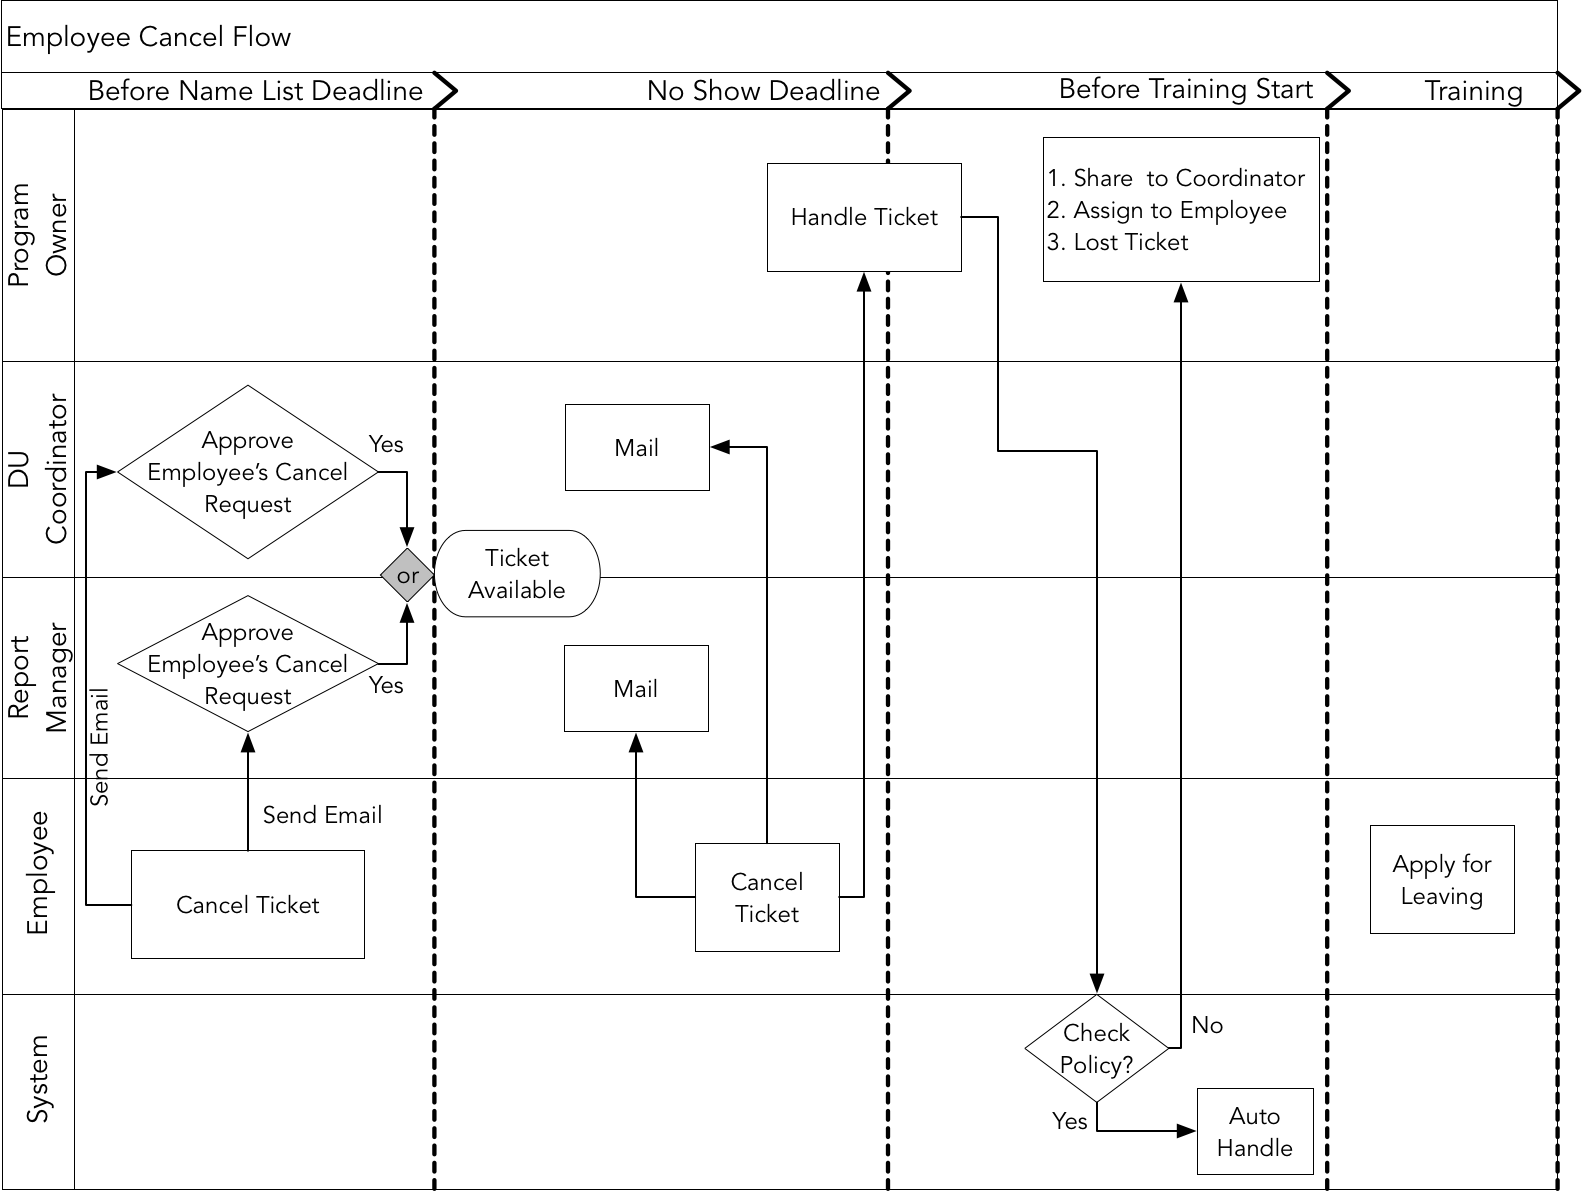 Employee Cancel Flow
Before Name List Deadline
No Show Deadline
Before Training Start
Training
Program
Owner
Handle Ticket
1. Share  to Coordinator
2. Assign to Employee
3. Lost Ticket
DU
Coordinator
Approve
Employee’s Cancel
Request
Yes
Mail
or
Ticket
Available
Report
Manager
Approve
Employee’s Cancel
Request
Yes
Mail
Send Email
Send Email
Employee
Cancel Ticket
Cancel
Ticket
Apply for
Leaving
System
Check
Policy?
No
Yes
Auto
Handle